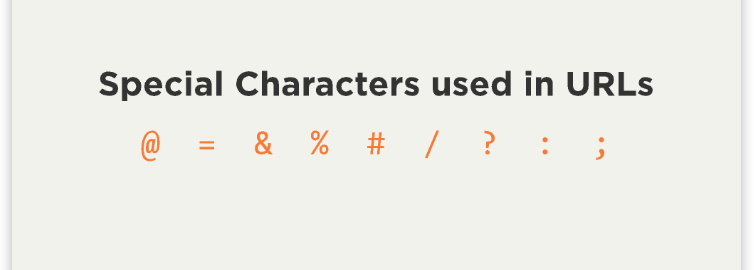 Special Characters used in URLs
@ = & % # / ? : ;